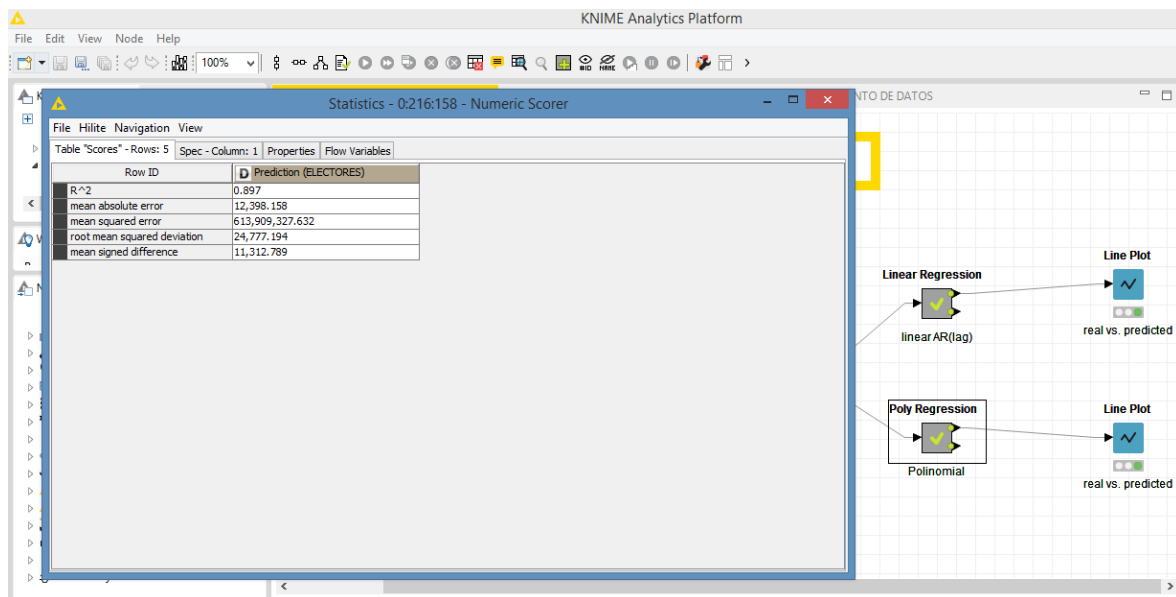 KNIME Analytics Platform
File Edit View Node Help
100%
NTO DE DATOS
Statistics - 0:216:158 - Numeric Scorer
File Hilite Navigation View
Table "Scores" - Rows: 5 Spec - Column: 1 Properties Flow Variables
Row ID D Prediction (ELECTORES)
R^2 0.897
mean absolute error 12,398.158
mean squared error 613,909,327.632
root mean squared deviation 24,777.194
mean signed difference 11,312.789
Linear Regression
linear AR(lag)
Line Plot
real vs. predicted
Poly Regression
Polinomial
Line Plot
real vs. predicted